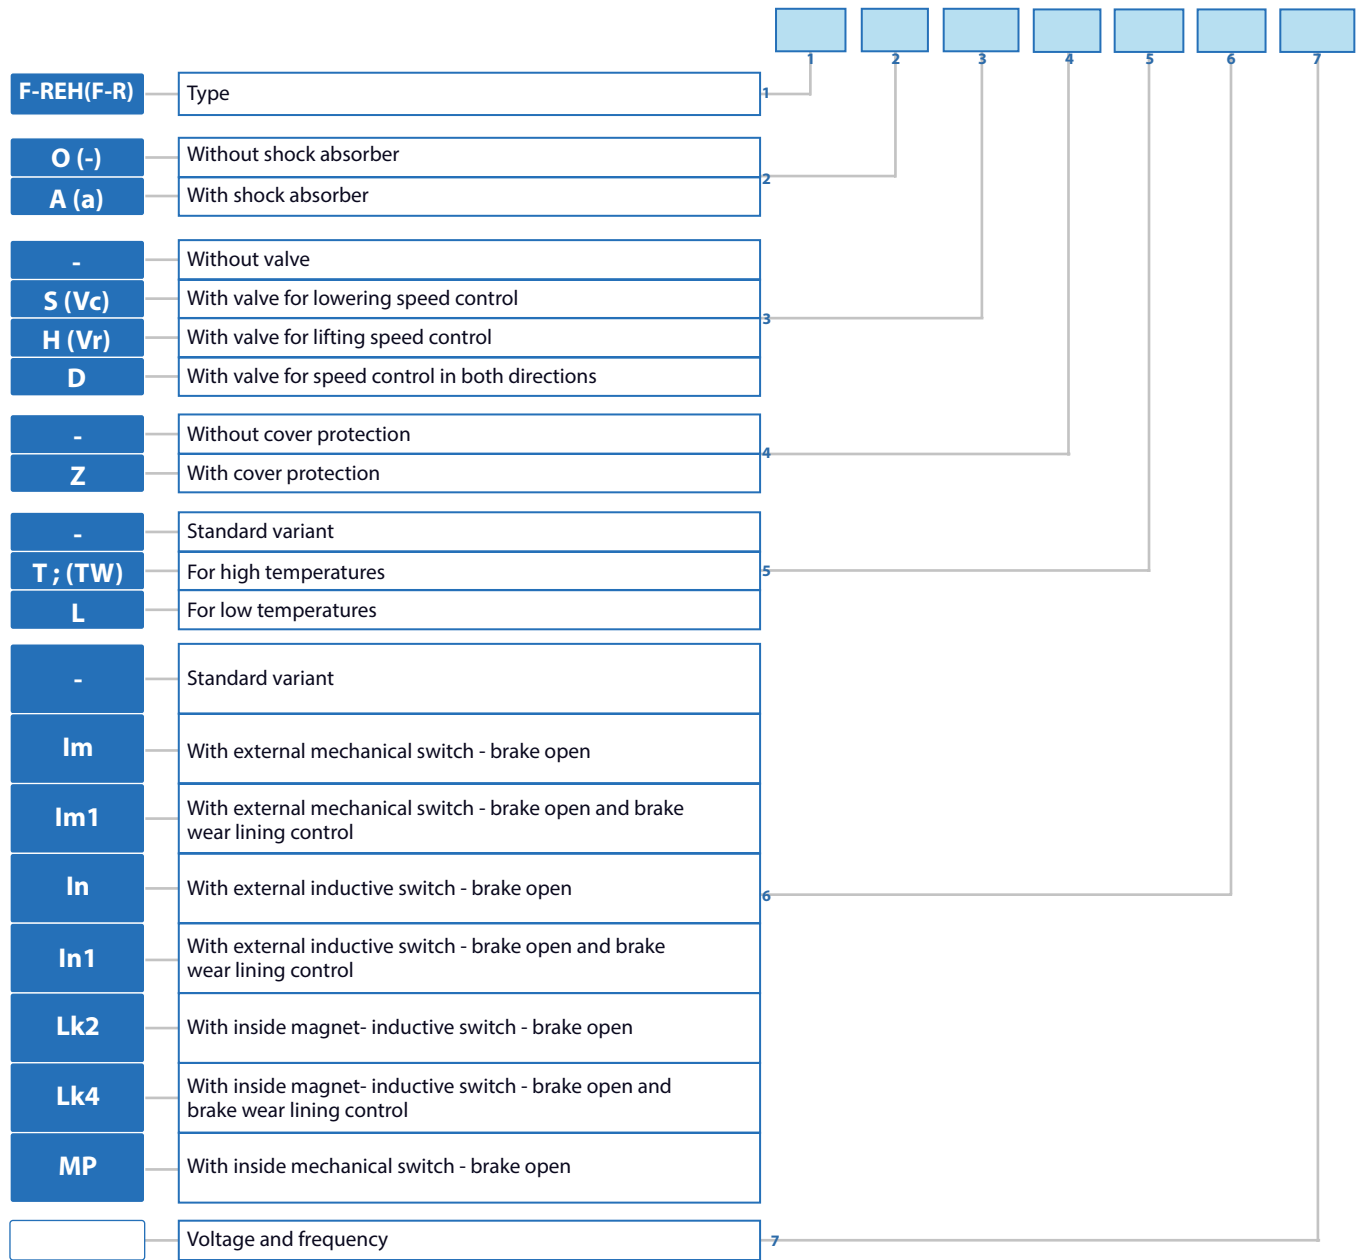 1 2 3 4 5 6 7
F-REH(F-R) Type 1
O (-) Without shock absorber
2
A (a) With shock absorber
- Without valve
S (Vc) With valve for lowering speed control
3
H (Vr) With valve for lifting speed control
D With valve for speed control in both directions
- Without cover protection
4
Z With cover protection
- Standard variant
T ; (TW) For high temperatures 5
L For low temperatures
- Standard variant
Im With external mechanical switch - brake open
Im1 With external mechanical switch - brake open and brake
wear lining control
In With external inductive switch - brake open 6
In1 With external inductive switch - brake open and brake
wear lining control
Lk2 With inside magnet- inductive switch - brake open
Lk4 With inside magnet- inductive switch - brake open and
brake wear lining control
MP With inside mechanical switch - brake open
Voltage and frequency 7